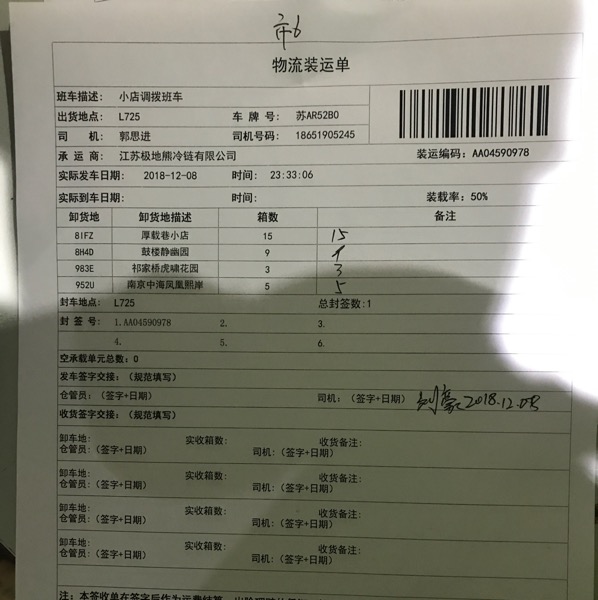 物流装运单
班车描述: 小店调拨班车
出货地点: L725 车 牌 号: 苏AR52B0
司 机: 郭思进 司机号码: 18651905245
承 运 商: 江苏极地熊冷链有限公司 装运编码: AA04590978
实际发车日期: 2018-12-08 时间: 23:33:06
实际到车日期: 时间: 装载率: 50%
卸货地 卸货地描述 箱数 备注
8IFZ 厚载巷小店 15 15
8H4D 鼓楼静幽园 9
983E 祁家桥虎啸花园 3 3
952U 南京中海凤凰熙岸 5 5
封车地点: L725 总封签数:1
封 签 号: 1.AA04590978 2. 3.
4. 5. 6.
空承载单元总数: 0
发车签字交接: (规范填写)
仓管员: (签字+日期) 司机: (签字+日期) 2018.12.08
收货签字交接: (规范填写)
卸车地: 实收箱数: 收货备注:
仓管员: (签字+日期) 司机: (签字+日期)
卸车地: 实收箱数: 收货备注:
仓管员: (签字+日期) 司机: (签字+日期)
卸车地: 实收箱数: 收货备注:
仓管员: (签字+日期) 司机: (签字+日期)
卸车地: 实收箱数: 收货备注:
仓管员: (签字+日期) 司机: (签字+日期)
注: 本签收单在签字后作为运费结算